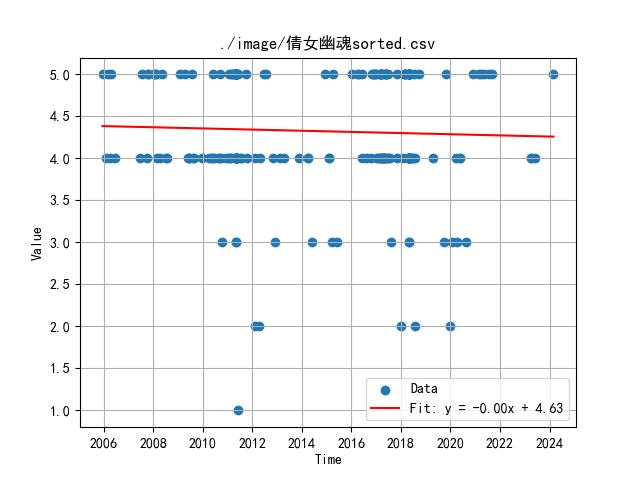 ./image/倩女幽魂sorted.csv
5.0
4.5
4.0
3.5
3.0
2.5
2.0
1.5
1.0
Value
2006 2008 2010 2012 2014 2016 2018 2020 2022 2024
Time
Data
Fit: y = -0.00x + 4.63